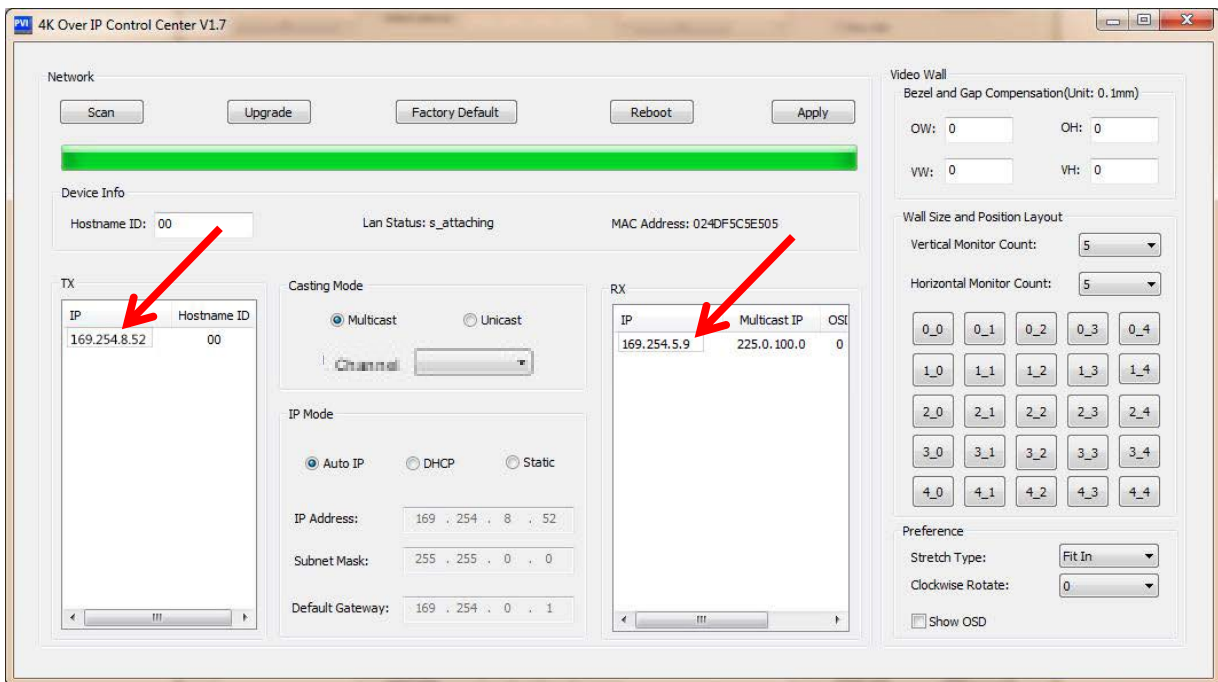 PVI 4K Over IP Control Center V1.7
Network
Scan Upgrade Factory Default Reboot Apply
Device Info
Hostname ID: 00 Lan Status: s_attaching MAC Address: 024DF5C5E505
TX
IP Hostname ID
169.254.8.52 00
Casting Mode
Multicast Unicast
Channel
IP Mode
Auto IP DHCP Static
IP Address: 169 . 254 . 8 . 52
Subnet Mask: 255 . 255 . 0 . 0
Default Gateway: 169 . 254 . 0 . 1
RX
IP Multicast IP OSI
169.254.5.9 225.0.100.0 0
Video Wall
Bezel and Gap Compensation(Unit: 0.1mm)
OW: 0 OH: 0
VW: 0 VH: 0
Wall Size and Position Layout
Vertical Monitor Count: 5
Horizontal Monitor Count: 5
0_0 0_1 0_2 0_3 0_4
1_0 1_1 1_2 1_3 1_4
2_0 2_1 2_2 2_3 2_4
3_0 3_1 3_2 3_3 3_4
4_0 4_1 4_2 4_3 4_4
Preference
Stretch Type: Fit In
Clockwise Rotate: 0
Show OSD